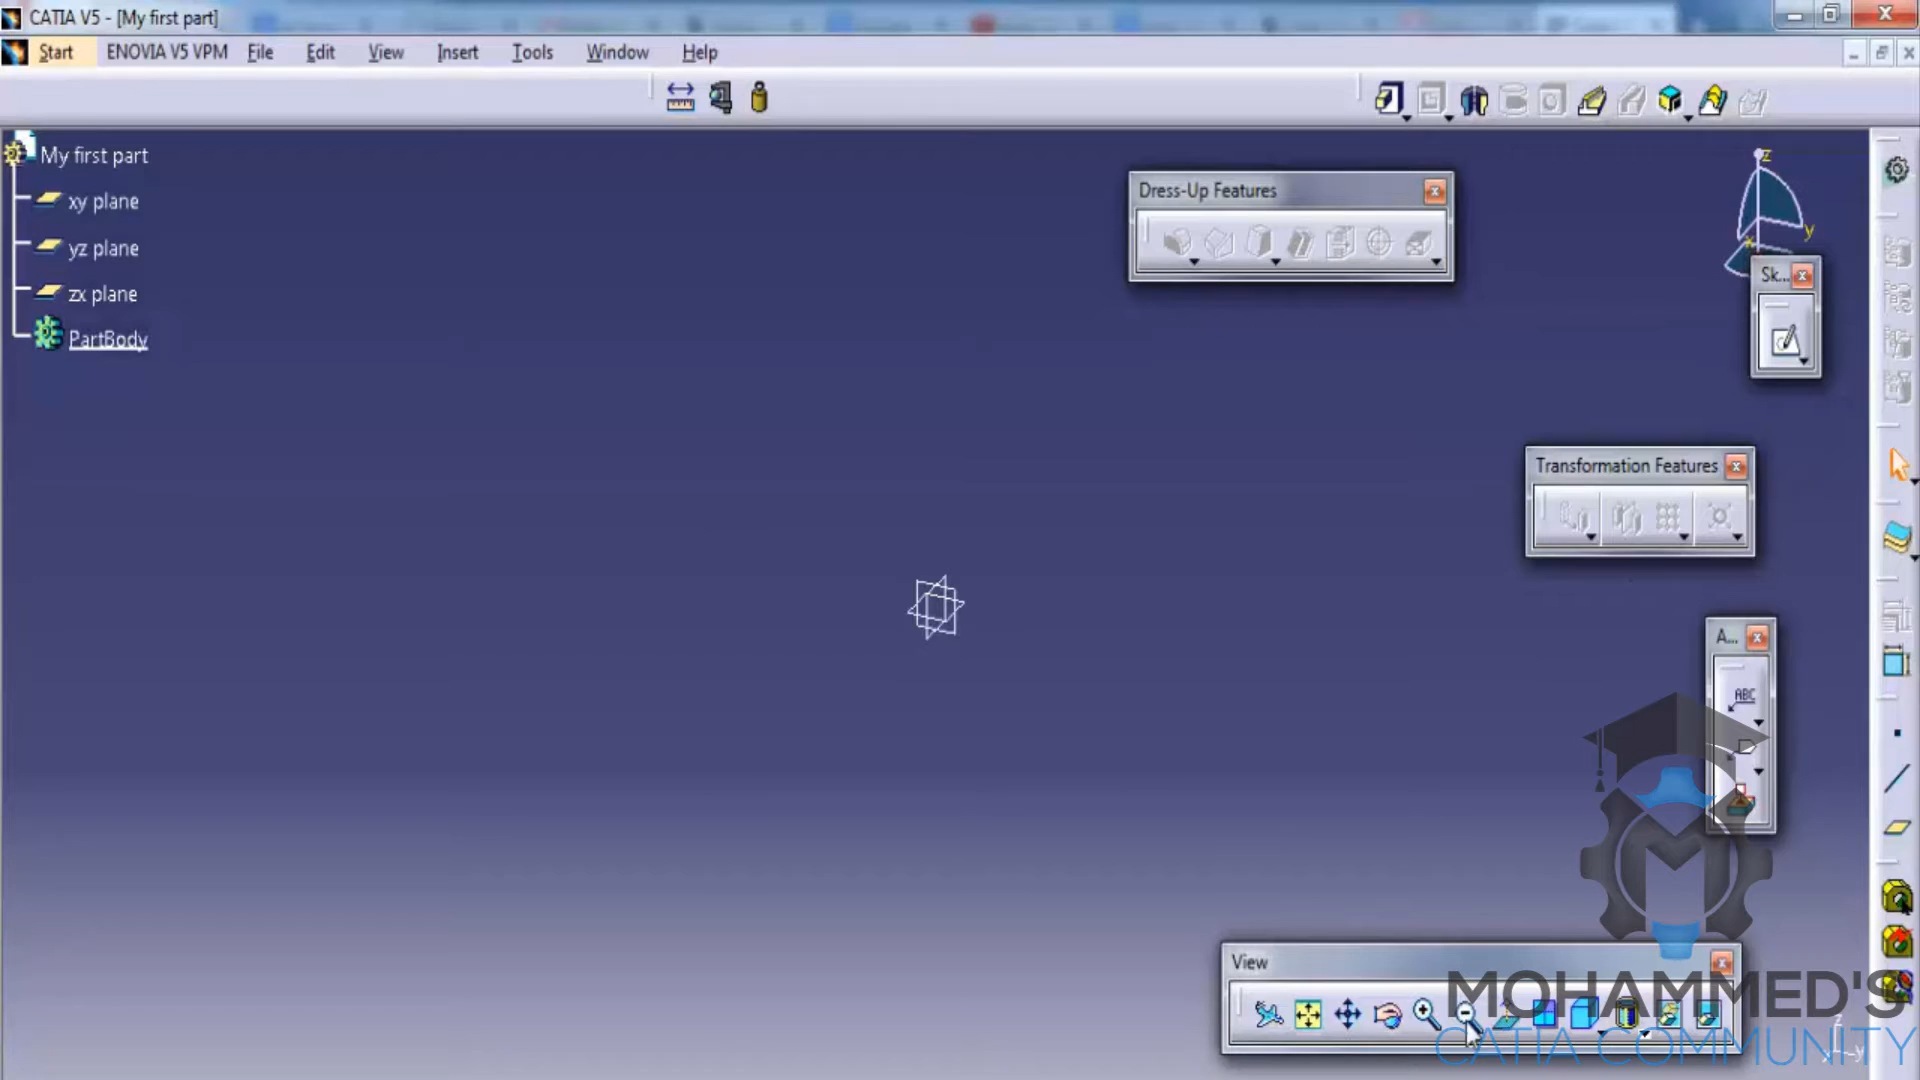 CATIA V5 - [My first part]
Start ENOVIA V5 VPM File Edit View Insert Tools Window Help
My first part
xy plane
yz plane
zx plane
PartBody
Dress-Up Features
z
y
x
Sk...
Transformation Features
A...
ABC
View
MOHAMMED'S
CATIA COMMUNITY
z
y